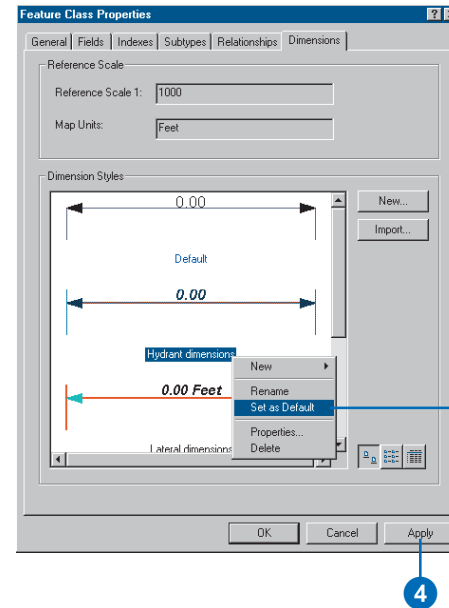 Feature Class Properties
General Fields Indexes Subtypes Relationships Dimensions
Reference Scale
Reference Scale 1: 1000
Map Units: Feet
Dimension Styles
0.00
New...
Import...
Default
0.00
Hydrant dimensions
New
0.00 Feet
Rename
Set as Default
Properties...
Lateral dimensions
Delete
OK Cancel Apply
4